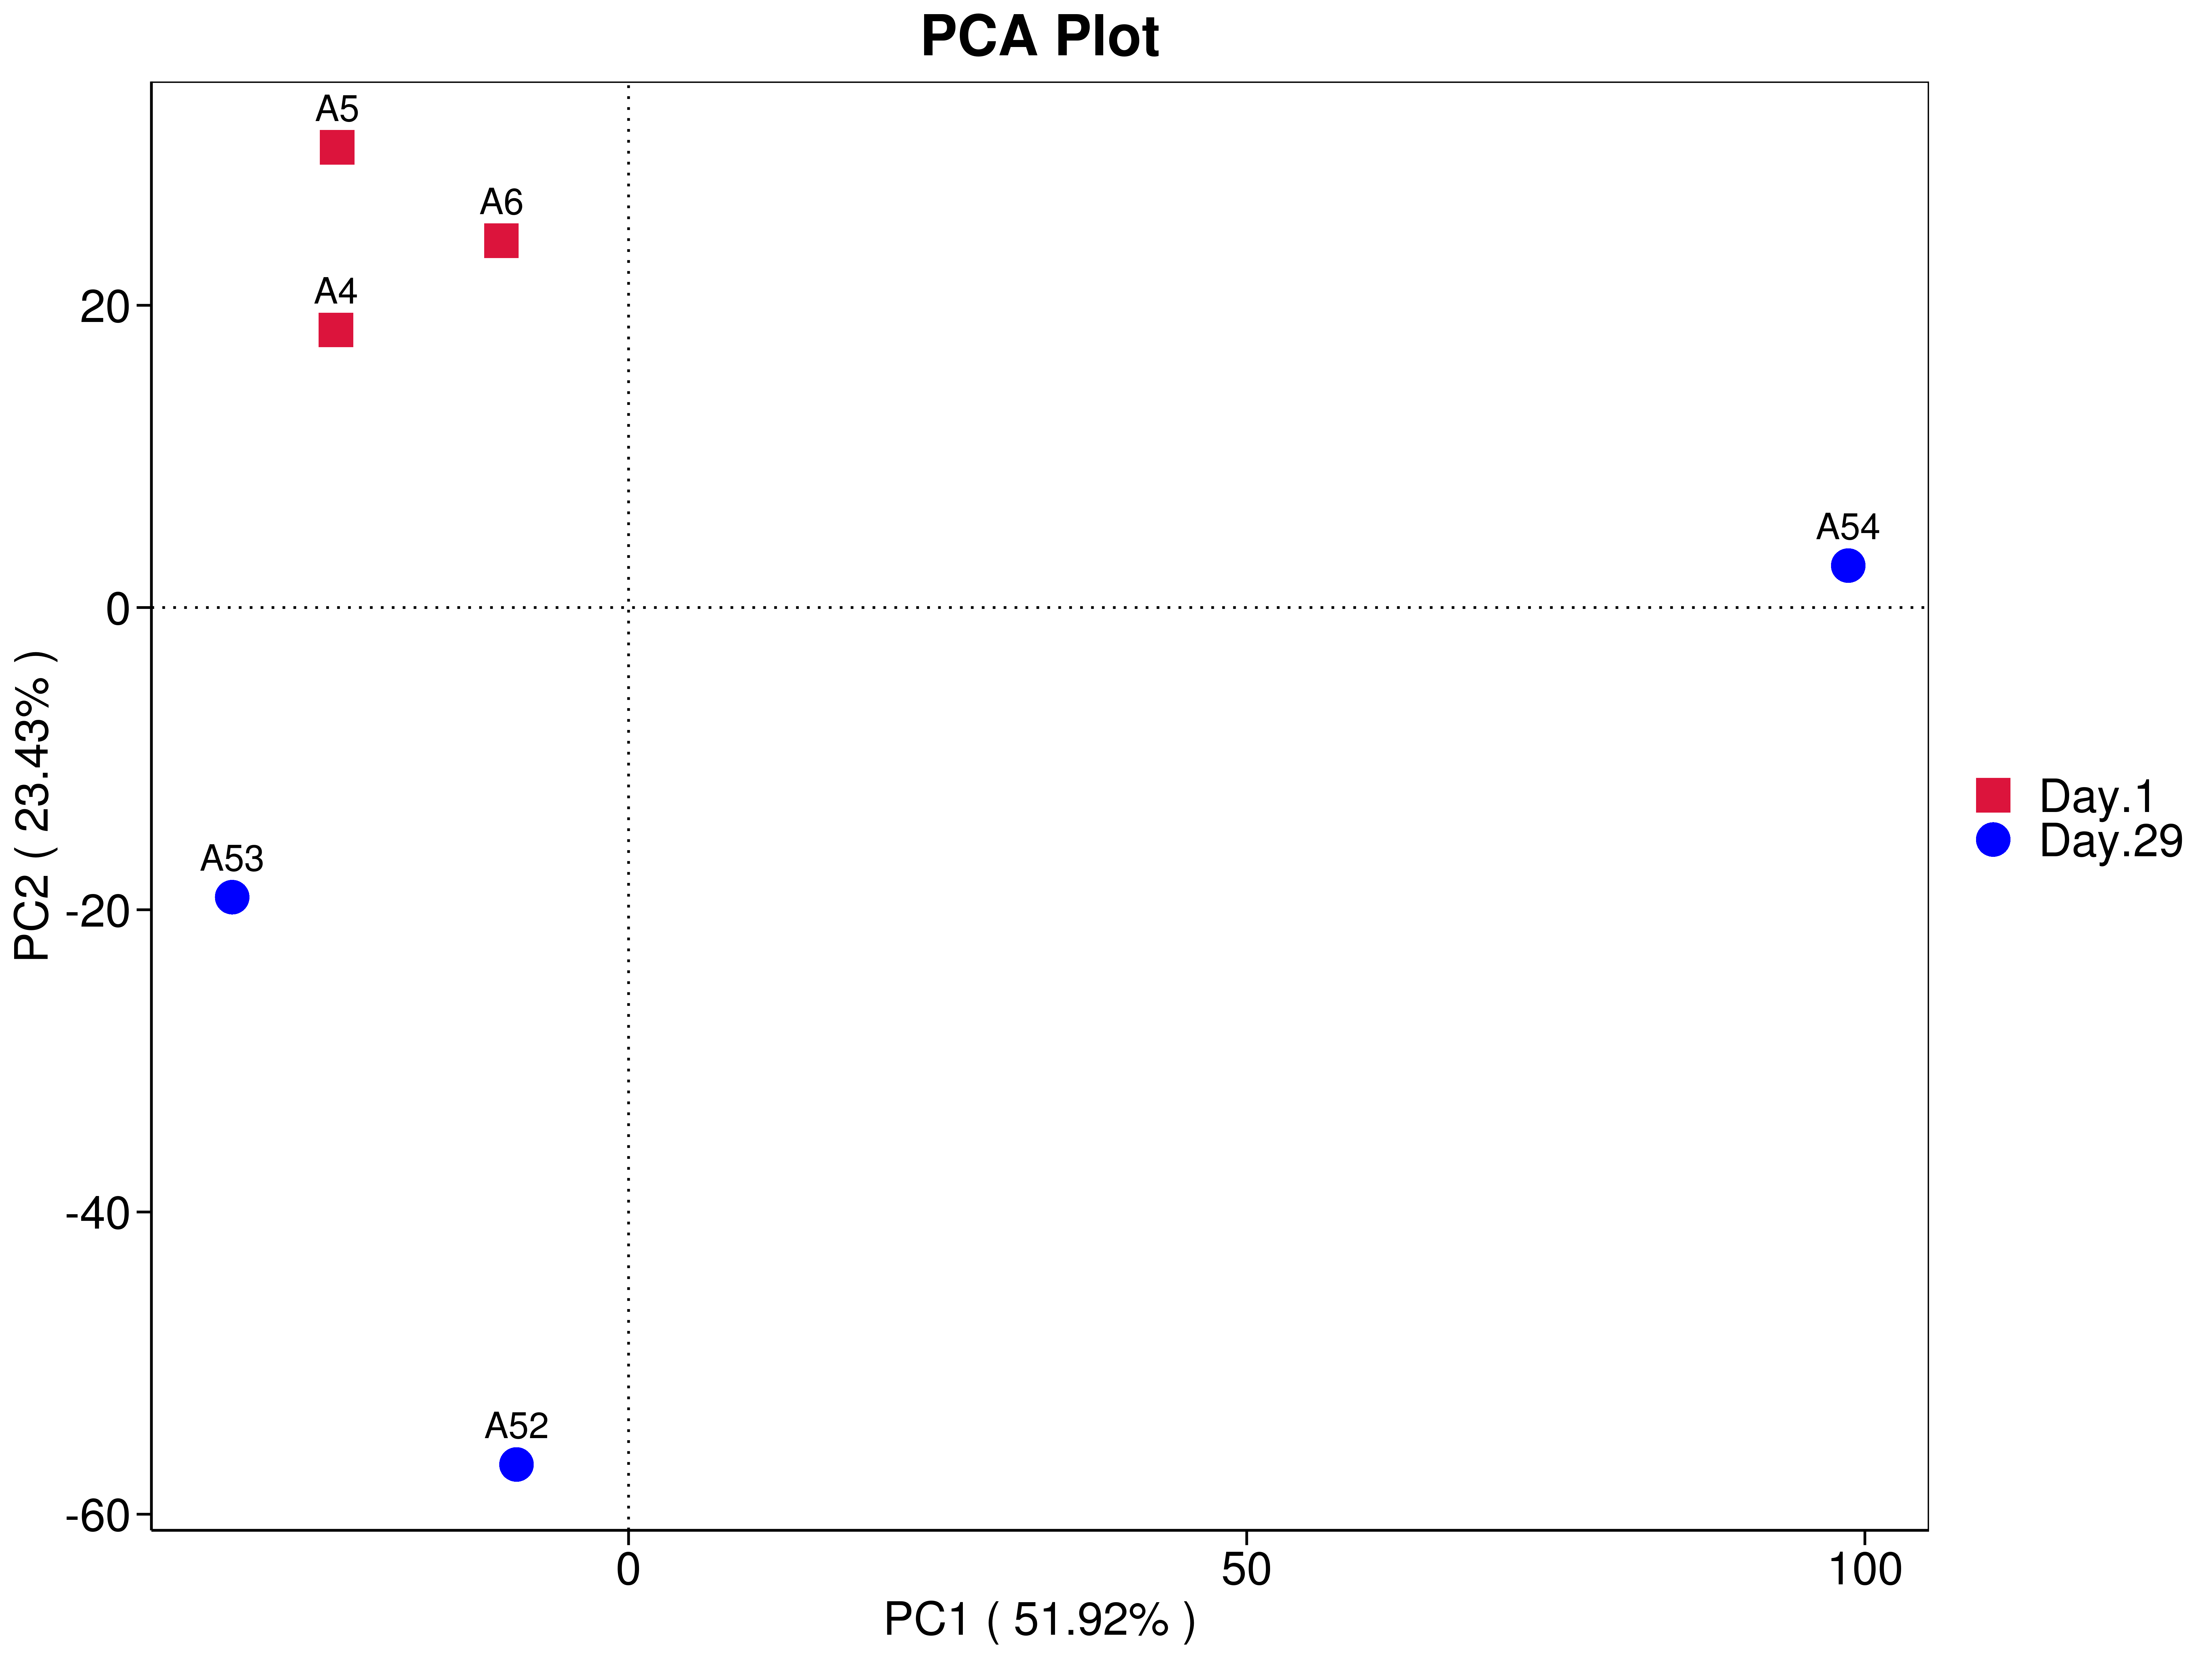 PCA Plot
A5
A6
A4
A54
A53
A52
20
0
-20
-40
-60
PC2 ( 23.43% )
0
50
100
PC1 ( 51.92% )
Day.1
Day.29